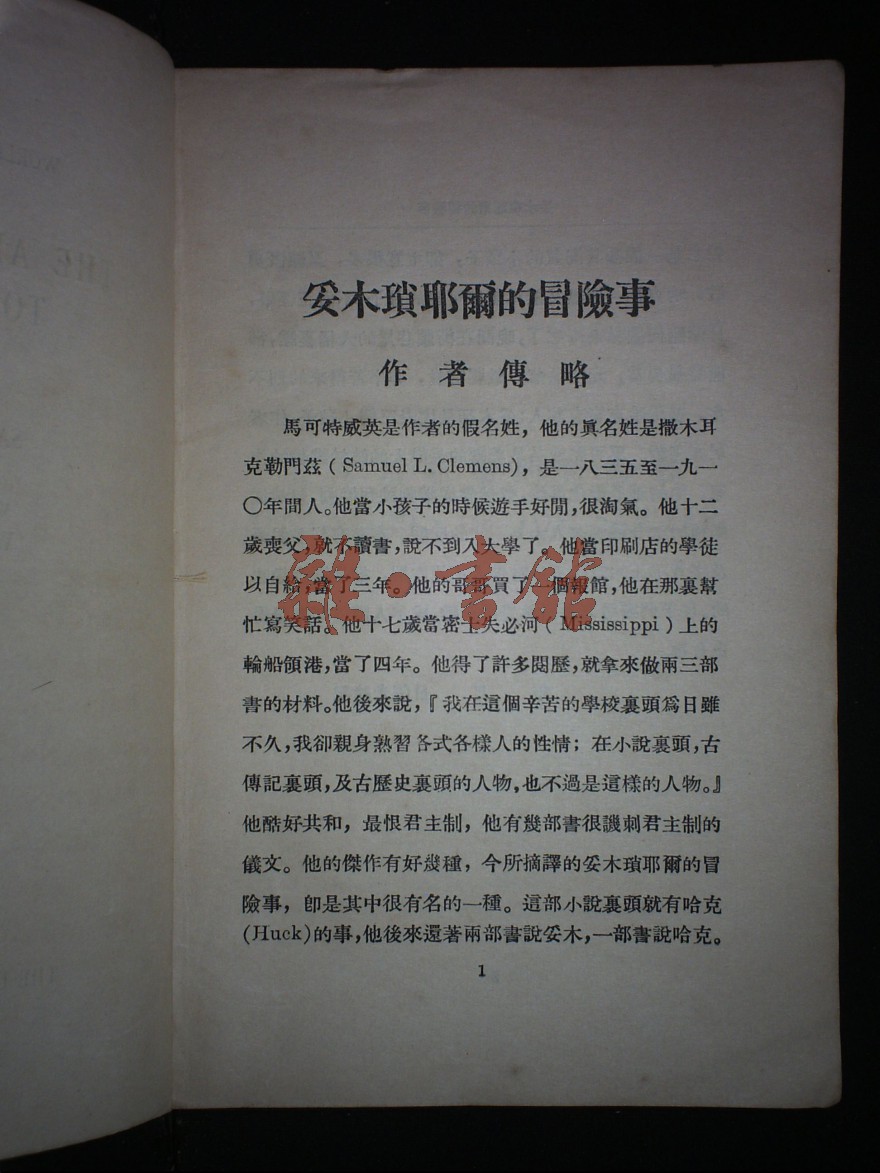 妥木瑣耶爾的冒險事
作者傳略
馬可特威英是作者的假名姓，他的眞名姓是撒木耳
克勒門茲（Samuel L. Clemens），是一八三五至一九一
〇年間人。他當小孩子的時候遊手好閒，很淘氣。他十二
歲喪父，就不讀書，說不到入大學了。他當印刷店的學徒
以自給，當了三年。他的哥哥買了一個報館，他在那裏幫
忙寫笑話。他十七歲當密士失必河（Mississippi）上的
輪船領港，當了四年。他得了許多閱歷，就拿來做兩三部
書的材料。他後來說，『我在這個辛苦的學校裏頭爲日雖
不久，我卻親身熟習各式各樣人的性情；在小說裏頭，古
傳記裏頭，及古歷史裏頭的人物，也不過是這樣的人物。』
他酷好共和，最恨君主制，他有幾部書很譏刺君主制的
儀文。他的傑作有好幾種，今所摘譯的妥木瑣耶爾的冒
險事，卽是其中很有名的一種。這部小說裏頭就有哈克
(Huck)的事，他後來還著兩部書說妥木，一部書說哈克。
1
雜·書館